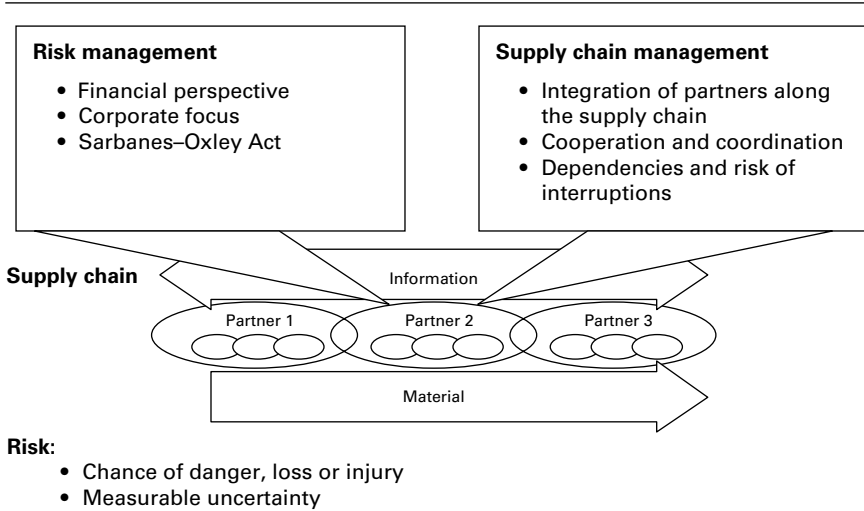 Risk management
• Financial perspective
• Corporate focus
• Sarbanes–Oxley Act
Supply chain management
• Integration of partners along
the supply chain
• Cooperation and coordination
• Dependencies and risk of
interruptions
Supply chain
Information
Partner 1
Partner 2
Partner 3
Material
Risk:
• Chance of danger, loss or injury
• Measurable uncertainty